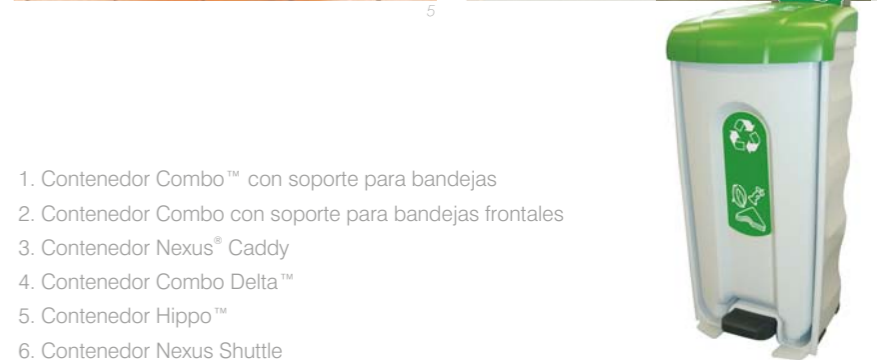 5
1. Contenedor Combo™ con soporte para bandejas
2. Contenedor Combo con soporte para bandejas frontales
3. Contenedor Nexus® Caddy
4. Contenedor Combo Delta™
5. Contenedor Hippo™
6. Contenedor Nexus Shuttle